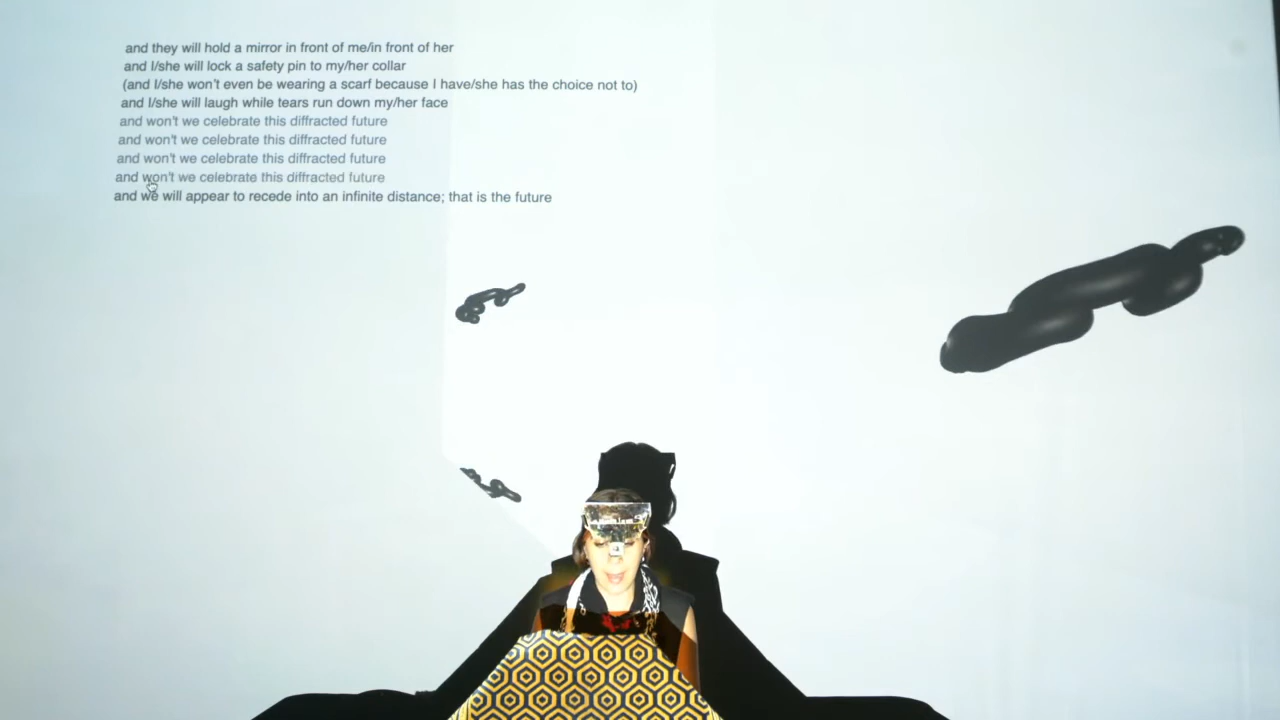 and they will hold a mirror in front of me/in front of her
and I/she will lock a safety pin to my/her collar
(and I/she won't even be wearing a scarf because I have/she has the choice not to)
and I/she will laugh while tears run down my/her face
and won't we celebrate this diffracted future
and won't we celebrate this diffracted future
and won't we celebrate this diffracted future
and won't we celebrate this diffracted future
and we will appear to recede into an infinite distance; that is the future